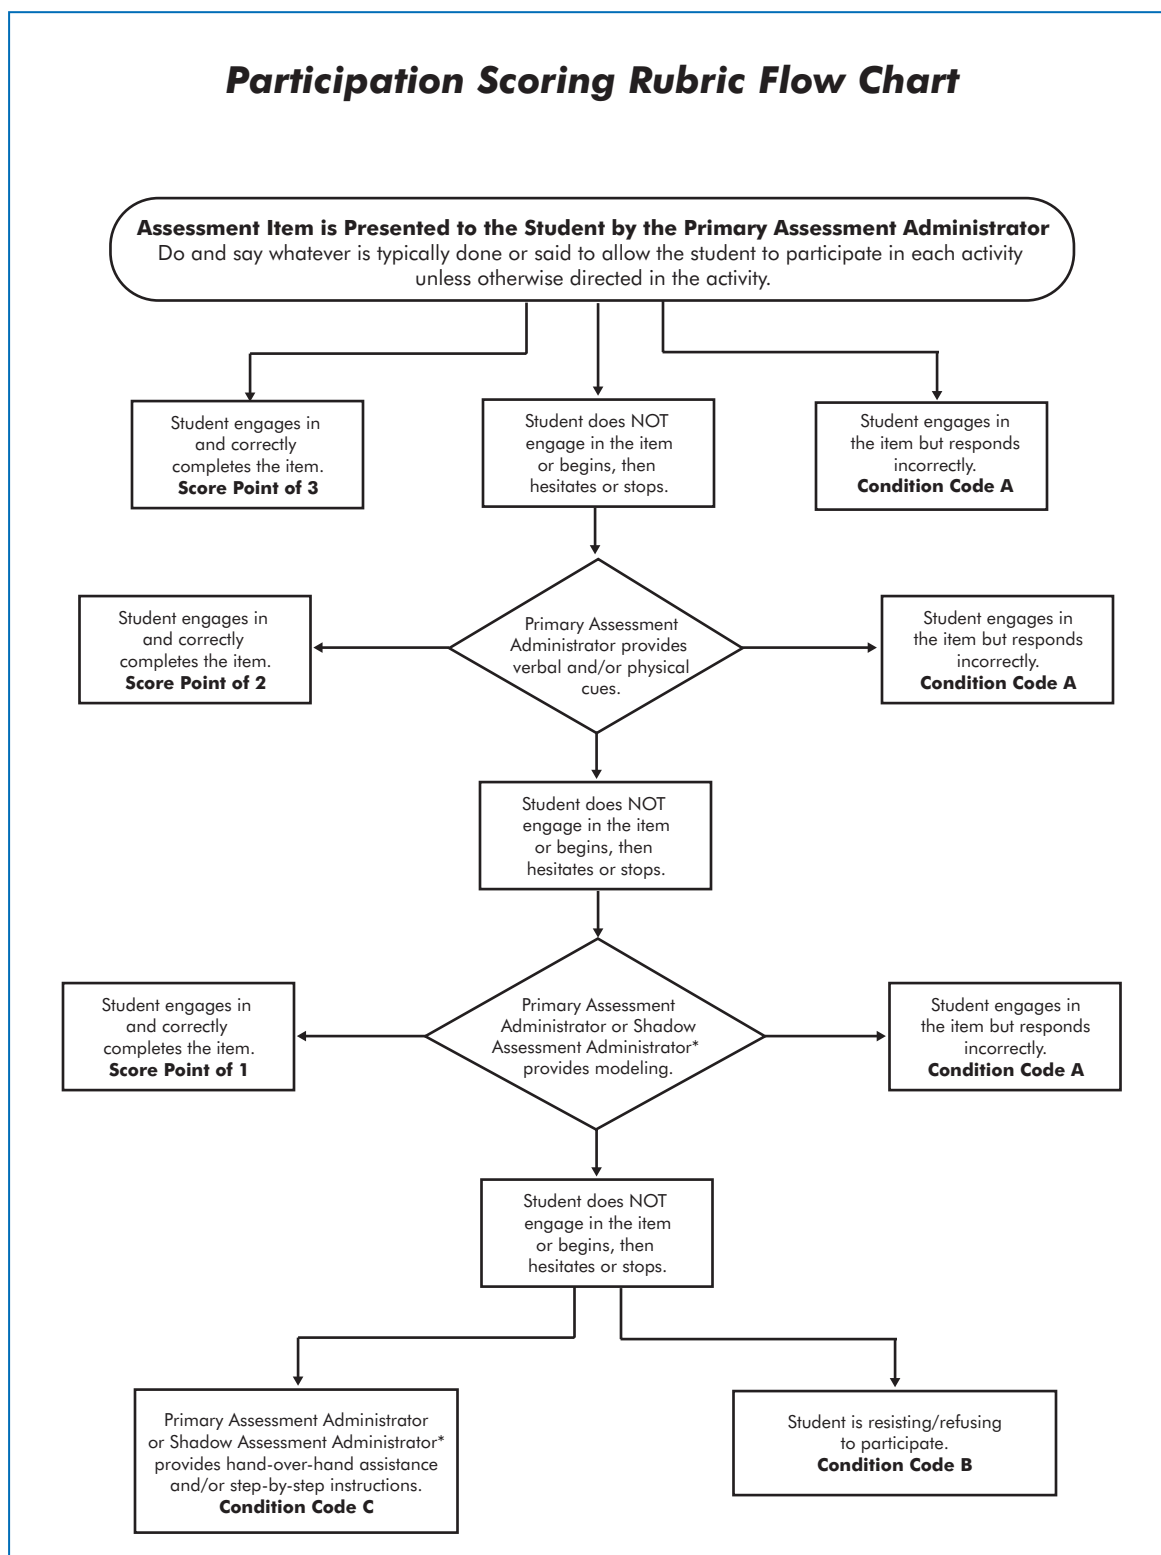 Participation Scoring Rubric Flow Chart
Assessment Item is Presented to the Student by the Primary Assessment Administrator
Do and say whatever is typically done or said to allow the student to participate in each activity
unless otherwise directed in the activity.
Student engages in
and correctly
completes the item.
Score Point of 3
Student does NOT
engage in the item
or begins, then
hesitates or stops.
Student engages in
the item but responds
incorrectly.
Condition Code A
Student engages in
and correctly
completes the item.
Score Point of 2
Primary Assessment
Administrator provides
verbal and/or physical
cues.
Student engages in
the item but responds
incorrectly.
Condition Code A
Student does NOT
engage in the item
or begins, then
hesitates or stops.
Student engages in
and correctly
completes the item.
Score Point of 1
Primary Assessment
Administrator or Shadow
Assessment Administrator*
provides modeling.
Student engages in
the item but responds
incorrectly.
Condition Code A
Student does NOT
engage in the item
or begins, then
hesitates or stops.
Primary Assessment Administrator
or Shadow Assessment Administrator*
provides hand-over-hand assistance
and/or step-by-step instructions.
Condition Code C
Student is resisting/refusing
to participate.
Condition Code B